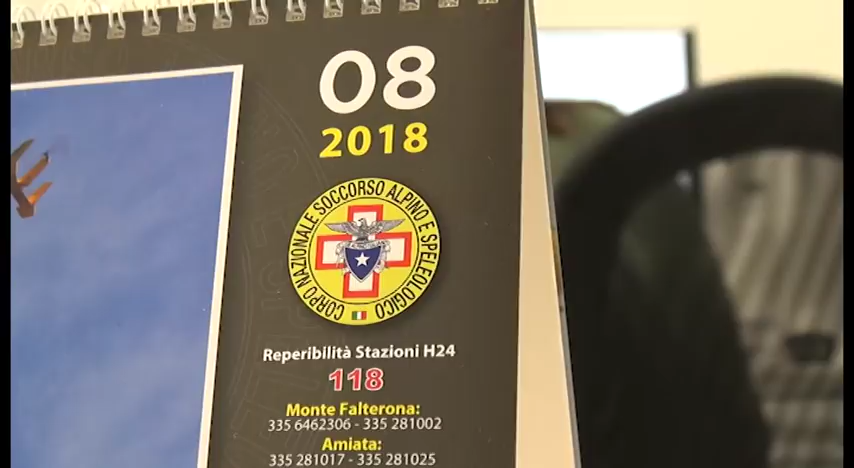 08
2018
CORPO NAZIONALE SOCCORSO ALPINO E SPELEOLOGICO
Reperibilità Stazioni H24
118
Monte Falterona:
335 6462306 - 335 281002
Amiata:
335 281017 - 335 281025